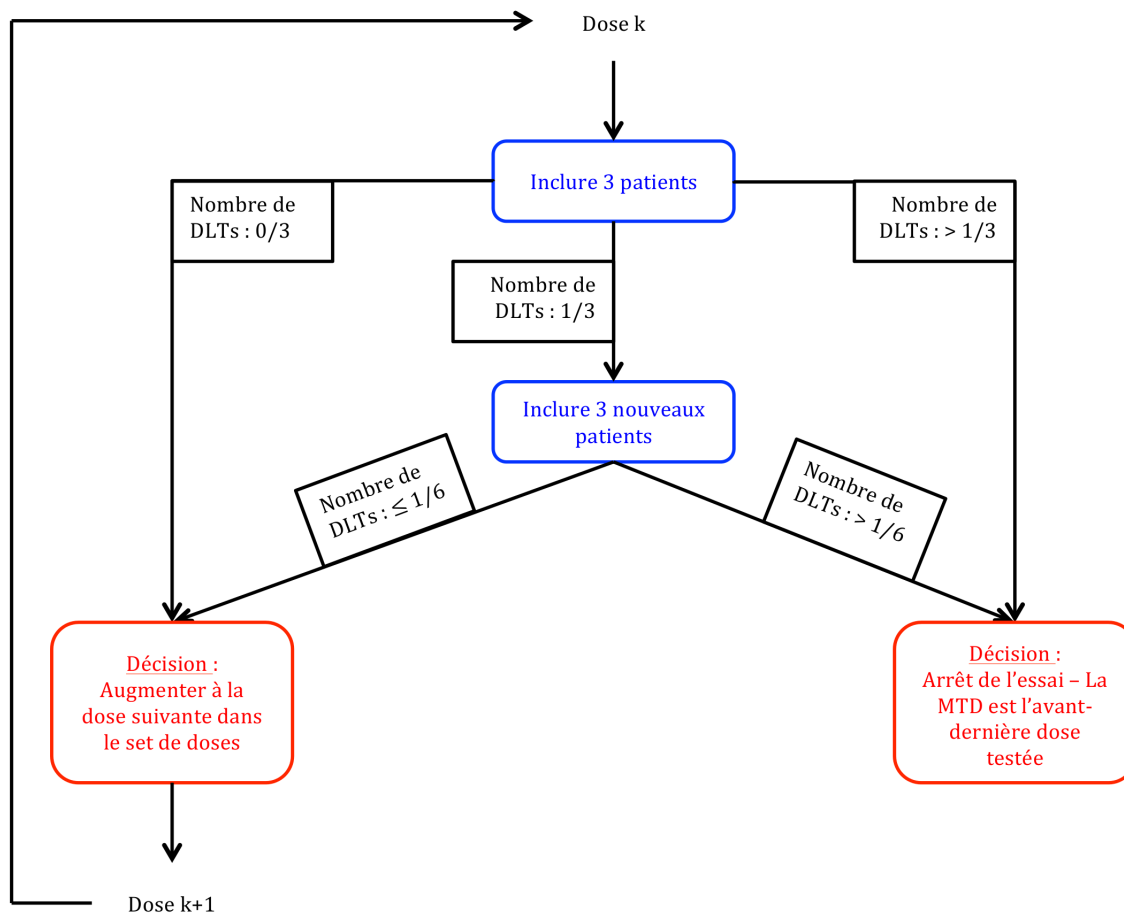 Dose k
Inclure 3 patients
Nombre de
DLTs : 0/3
Nombre de
DLTs : > 1/3
Nombre de
DLTs : 1/3
Inclure 3 nouveaux
patients
Nombre de
DLTs : ≤ 1/6
Nombre de
DLTs : > 1/6
Décision :
Augmenter à la
dose suivante dans
le set de doses
Décision :
Arrêt de l’essai – La
MTD est l’avant-
dernière dose
testée
Dose k+1